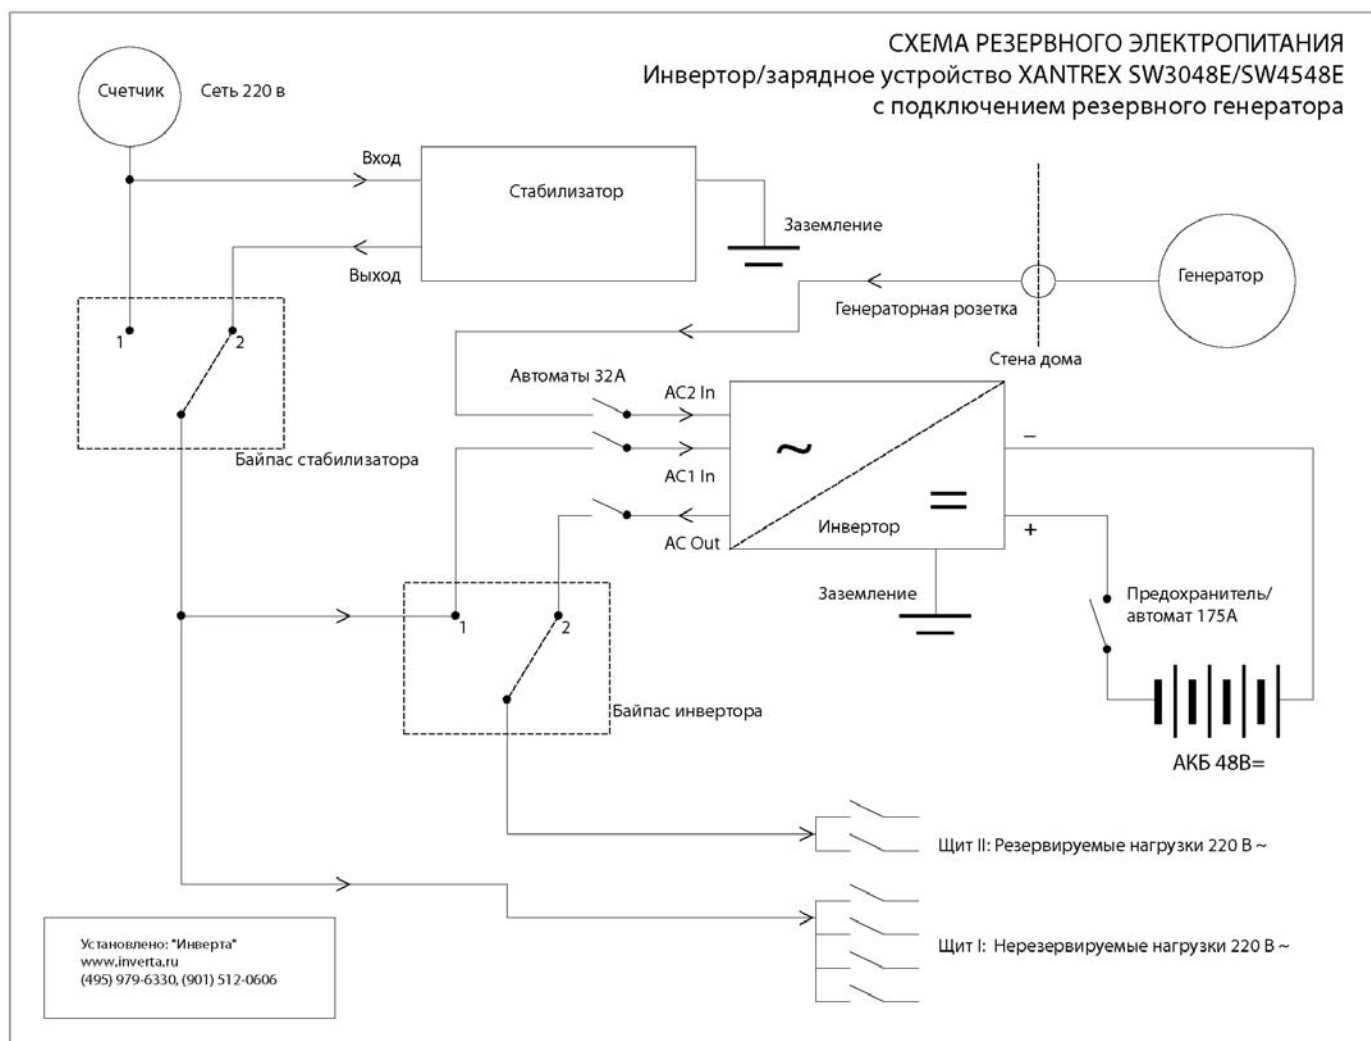 СХЕМА РЕЗЕРВНОГО ЭЛЕКТРОПИТАНИЯ
Инвертор/зарядное устройство XANTREX SW3048E/SW4548E
с подключением резервного генератора
Счетчик
Сеть 220 в
Вход
Стабилизатор
Заземление
Выход
Генератор
Генераторная розетка
Стена дома
1
2
Автоматы 32А
AC2 In
Байпас стабилизатора
AC1 In
~
–
=
Инвертор
+
AC Out
Заземление
Предохранитель/
автомат 175А
1
2
Байпас инвертора
АКБ 48В=
Щит II: Резервируемые нагрузки 220 В ~
Щит I: Нерезервируемые нагрузки 220 В ~
Установлено: "Инверта"
www.inverta.ru
(495) 979-6330, (901) 512-0606